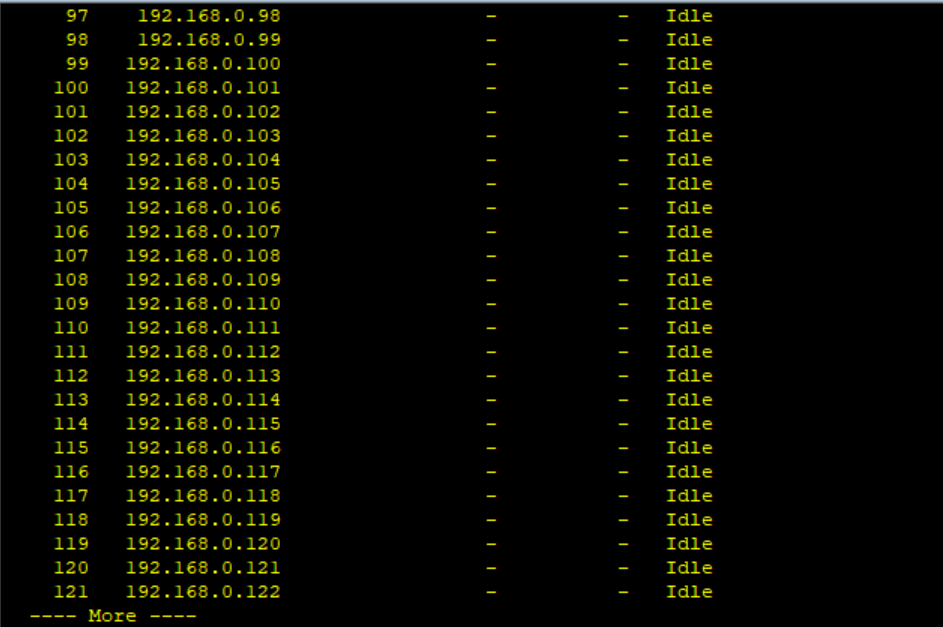 97 192.168.0.98 - - Idle
98 192.168.0.99 - - Idle
99 192.168.0.100 - - Idle
100 192.168.0.101 - - Idle
101 192.168.0.102 - - Idle
102 192.168.0.103 - - Idle
103 192.168.0.104 - - Idle
104 192.168.0.105 - - Idle
105 192.168.0.106 - - Idle
106 192.168.0.107 - - Idle
107 192.168.0.108 - - Idle
108 192.168.0.109 - - Idle
109 192.168.0.110 - - Idle
110 192.168.0.111 - - Idle
111 192.168.0.112 - - Idle
112 192.168.0.113 - - Idle
113 192.168.0.114 - - Idle
114 192.168.0.115 - - Idle
115 192.168.0.116 - - Idle
116 192.168.0.117 - - Idle
117 192.168.0.118 - - Idle
118 192.168.0.119 - - Idle
119 192.168.0.120 - - Idle
120 192.168.0.121 - - Idle
121 192.168.0.122 - - Idle
---- More ----